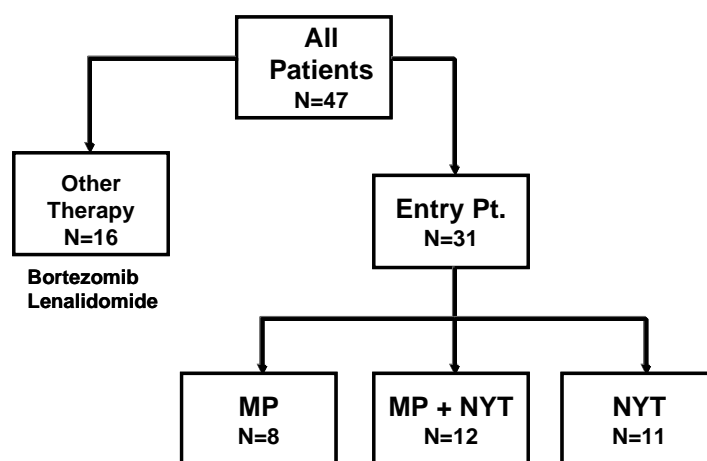 All
Patients
N=47
Other
Therapy
N=16
Bortezomib
Lenalidomide
Entry Pt.
N=31
MP
N=8
MP + NYT
N=12
NYT
N=11